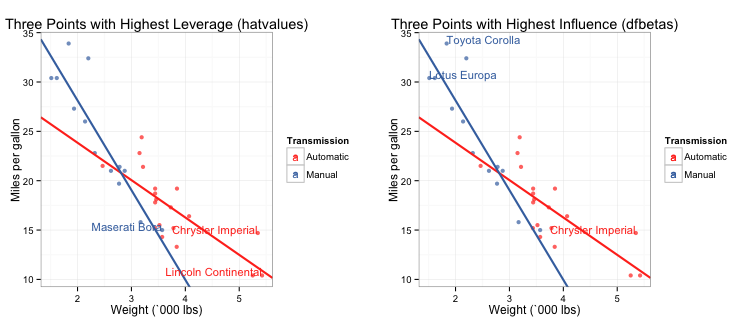 Three Points with Highest Leverage (hatvalues)
35
30
25
20
15
10
Miles per gallon
Maserati Bora
Chrysler Imperial
Lincoln Continental
2 3 4 5
Weight (`000 lbs)
Transmission
a Automatic
a Manual
Three Points with Highest Influence (dfbetas)
35
30
25
20
15
10
Miles per gallon
Toyota Corolla
Lotus Europa
Chrysler Imperial
2 3 4 5
Weight (`000 lbs)
Transmission
a Automatic
a Manual